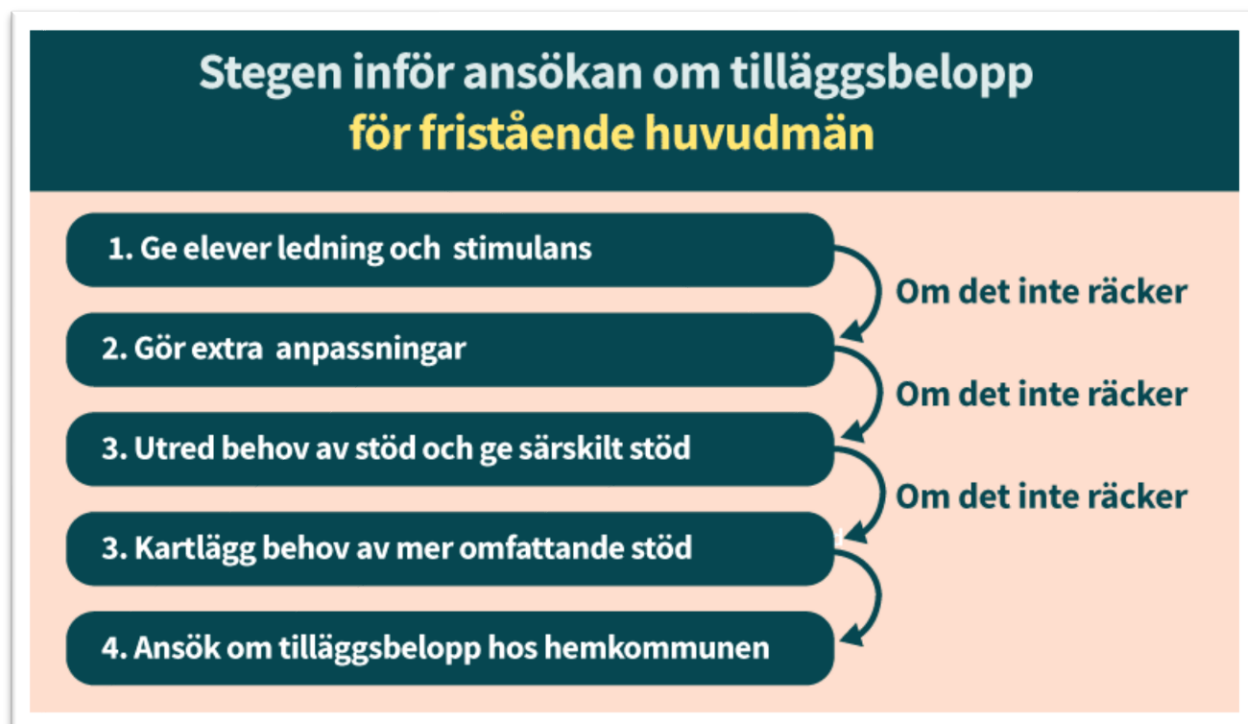 Stegen inför ansökan om tilläggsbelopp
för fristående huvudmän
1. Ge elever ledning och stimulans
Om det inte räcker
2. Gör extra anpassningar
Om det inte räcker
3. Utred behov av stöd och ge särskilt stöd
Om det inte räcker
3. Kartlägg behov av mer omfattande stöd
4. Ansök om tilläggsbelopp hos hemkommunen